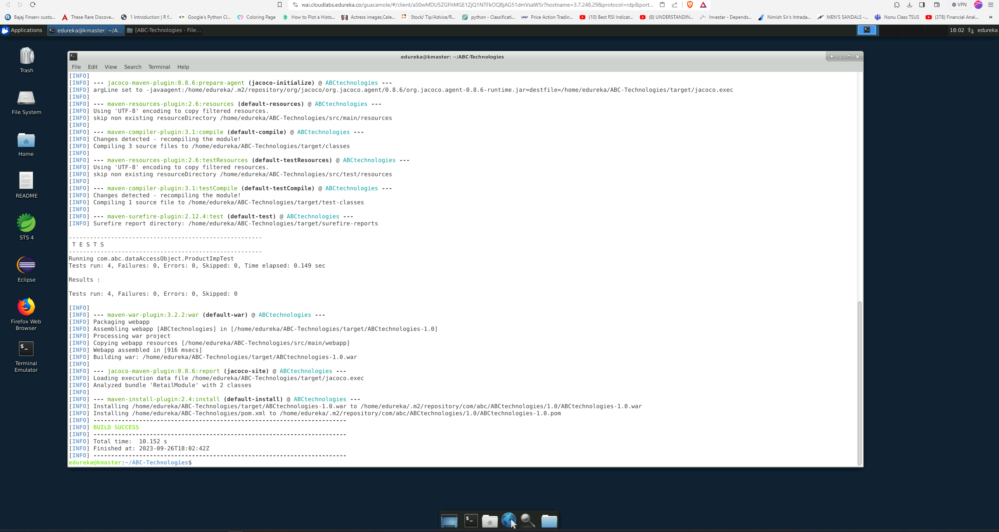 wai.cloudlabs.edureka.co/guacamole/#/client/aS0wMDU5ZGFhMGE1ZjQ1NTFkOQBjAG51dmVsaW5r?hostname=3.7.248.29&protocol=rdp&port...
VPN
Bajaj Finserv custo...
These Rare Discove...
1 Introduction | R f...
Google's Python Cl...
Coloring Page
How to Plot a Histo...
Actress images,Cele...
Stock/ Tip/Advice/R...
python - Classificati...
Price Action Tradin...
(10) Best RSI Indicat...
(8) UNDERSTANDIN...
Investar - Depends...
Nimish Sir's Intrada...
MEN'S SANDALS -...
Nonu Class TSUS
(378) Financial Anal...
»
Applications
edureka@kmaster: ~/A...
[ABC-Technologies - File...
18:02
edureka
Trash
File System
Home
README
STS 4
Eclipse
Firefox Web
Browser
Terminal
Emulator
edureka@kmaster: ~/ABC-Technologies
File Edit View Search Terminal Help
[INFO]
[INFO] --- jacoco-maven-plugin:0.8.6:prepare-agent (jacoco-initialize) @ ABCtechnologies ---
[INFO] argLine set to -javaagent:/home/edureka/.m2/repository/org/jacoco/org.jacoco.agent/0.8.6/org.jacoco.agent-0.8.6-runtime.jar=destfile=/home/edureka/ABC-Technologies/target/jacoco.exec
[INFO]
[INFO] --- maven-resources-plugin:2.6:resources (default-resources) @ ABCtechnologies ---
[INFO] Using 'UTF-8' encoding to copy filtered resources.
[INFO] skip non existing resourceDirectory /home/edureka/ABC-Technologies/src/main/resources
[INFO]
[INFO] --- maven-compiler-plugin:3.1:compile (default-compile) @ ABCtechnologies ---
[INFO] Changes detected - recompiling the module!
[INFO] Compiling 3 source files to /home/edureka/ABC-Technologies/target/classes
[INFO]
[INFO] --- maven-resources-plugin:2.6:testResources (default-testResources) @ ABCtechnologies ---
[INFO] Using 'UTF-8' encoding to copy filtered resources.
[INFO] skip non existing resourceDirectory /home/edureka/ABC-Technologies/src/test/resources
[INFO]
[INFO] --- maven-compiler-plugin:3.1:testCompile (default-testCompile) @ ABCtechnologies ---
[INFO] Changes detected - recompiling the module!
[INFO] Compiling 1 source file to /home/edureka/ABC-Technologies/target/test-classes
[INFO]
[INFO] --- maven-surefire-plugin:2.12.4:test (default-test) @ ABCtechnologies ---
[INFO] Surefire report directory: /home/edureka/ABC-Technologies/target/surefire-reports
-------------------------------------------------------
T E S T S
-------------------------------------------------------
Running com.abc.dataAccessObject.ProductImpTest
Tests run: 4, Failures: 0, Errors: 0, Skipped: 0, Time elapsed: 0.149 sec
Results :
Tests run: 4, Failures: 0, Errors: 0, Skipped: 0
[INFO]
[INFO] --- maven-war-plugin:3.2.2:war (default-war) @ ABCtechnologies ---
[INFO] Packaging webapp
[INFO] Assembling webapp [ABCtechnologies] in [/home/edureka/ABC-Technologies/target/ABCtechnologies-1.0]
[INFO] Processing war project
[INFO] Copying webapp resources [/home/edureka/ABC-Technologies/src/main/webapp]
[INFO] Webapp assembled in [916 msecs]
[INFO] Building war: /home/edureka/ABC-Technologies/target/ABCtechnologies-1.0.war
[INFO]
[INFO] --- jacoco-maven-plugin:0.8.6:report (jacoco-site) @ ABCtechnologies ---
[INFO] Loading execution data file /home/edureka/ABC-Technologies/target/jacoco.exec
[INFO] Analyzed bundle 'RetailModule' with 2 classes
[INFO]
[INFO] --- maven-install-plugin:2.4:install (default-install) @ ABCtechnologies ---
[INFO] Installing /home/edureka/ABC-Technologies/target/ABCtechnologies-1.0.war to /home/edureka/.m2/repository/com/abc/ABCtechnologies/1.0/ABCtechnologies-1.0.war
[INFO] Installing /home/edureka/ABC-Technologies/pom.xml to /home/edureka/.m2/repository/com/abc/ABCtechnologies/1.0/ABCtechnologies-1.0.pom
[INFO] ------------------------------------------------------------------------
[INFO] BUILD SUCCESS
[INFO] ------------------------------------------------------------------------
[INFO] Total time:  10.152 s
[INFO] Finished at: 2023-09-26T18:02:42Z
[INFO] ------------------------------------------------------------------------
edureka@kmaster:~/ABC-Technologies$